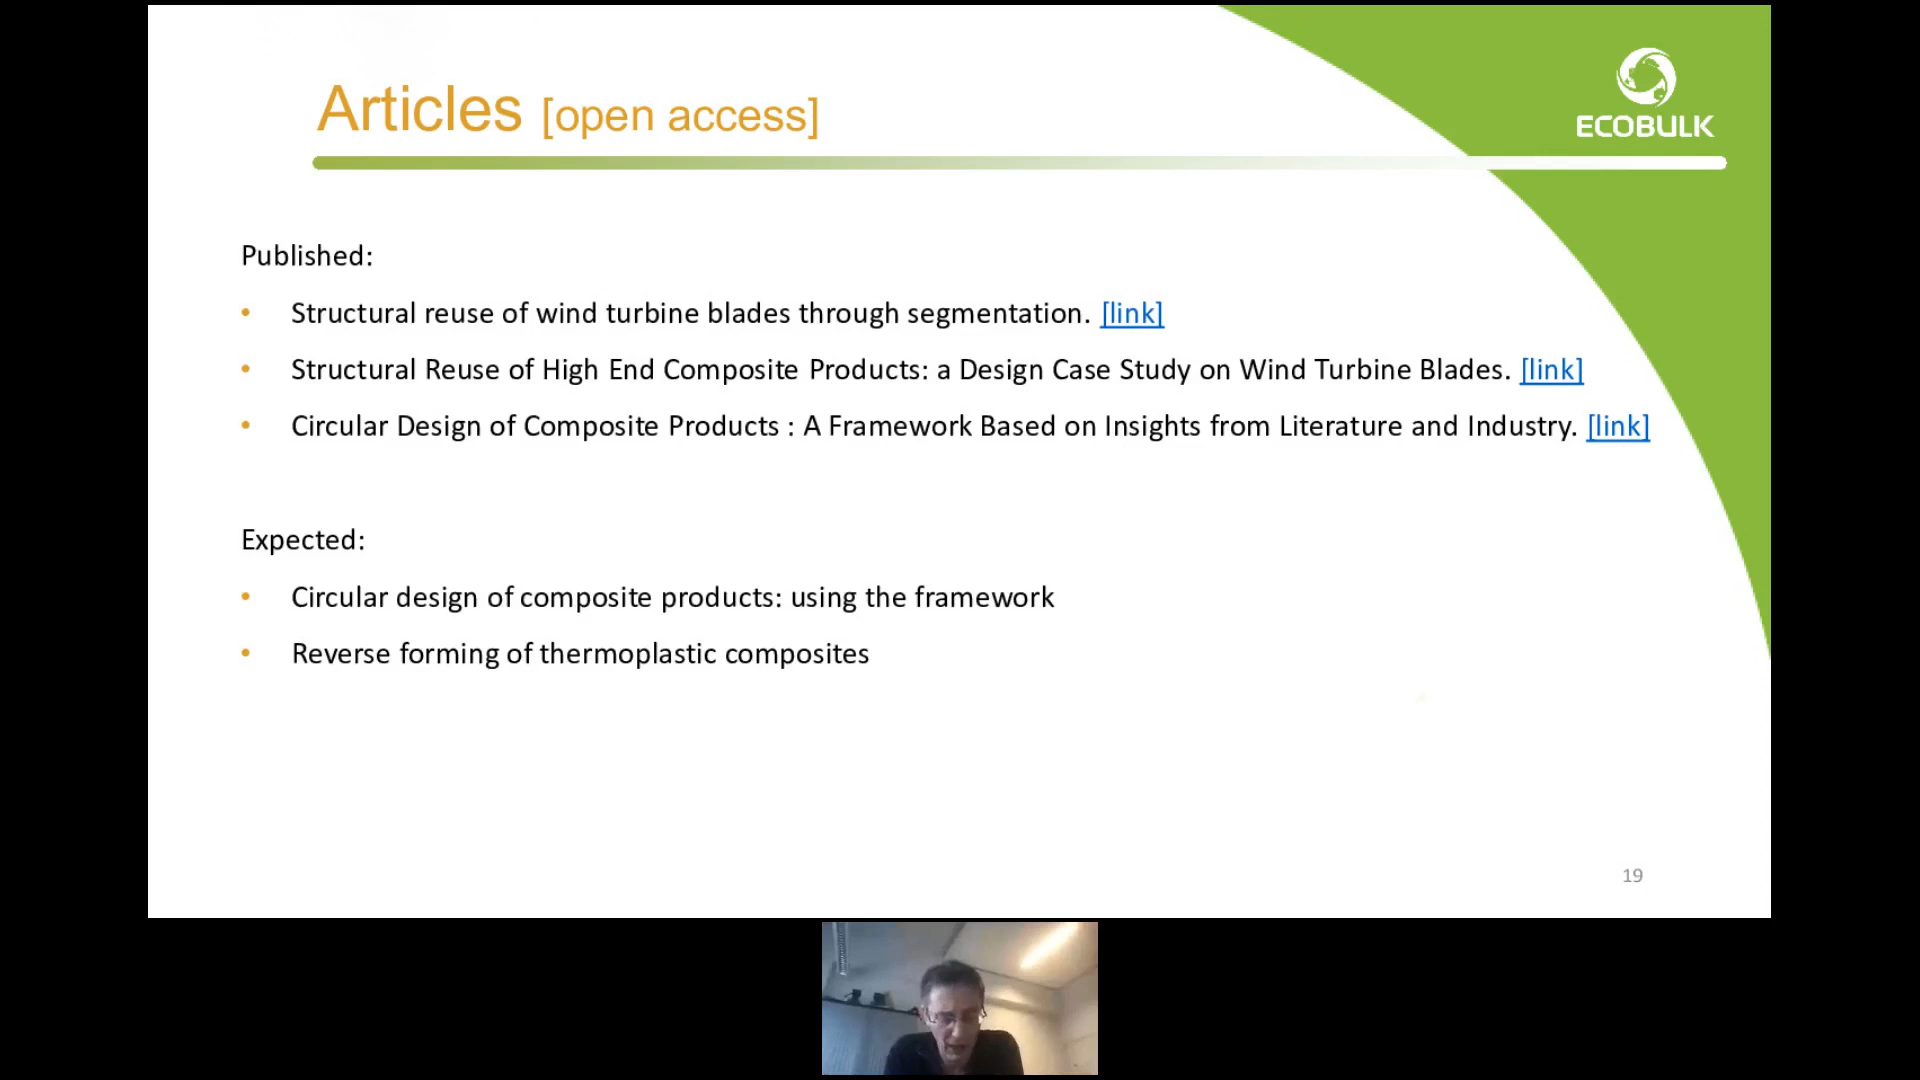 Articles [open access]
ECOBULK
Published:
• Structural reuse of wind turbine blades through segmentation. [link]
• Structural Reuse of High End Composite Products: a Design Case Study on Wind Turbine Blades. [link]
• Circular Design of Composite Products : A Framework Based on Insights from Literature and Industry. [link]
Expected:
• Circular design of composite products: using the framework
• Reverse forming of thermoplastic composites
19